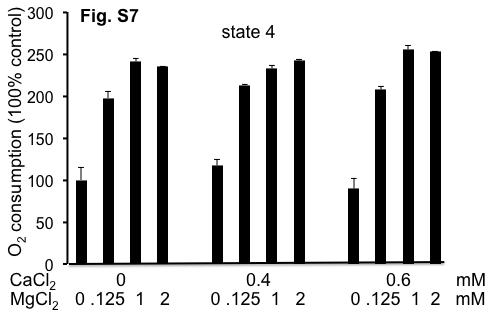 Fig. S7
state 4
O₂ consumption (100% control)
300
250
200
150
100
50
0
CaCl₂ 0 0.4 0.6 mM
MgCl₂ 0 .125 1 2 0 .125 1 2 0 .125 1 2 mM